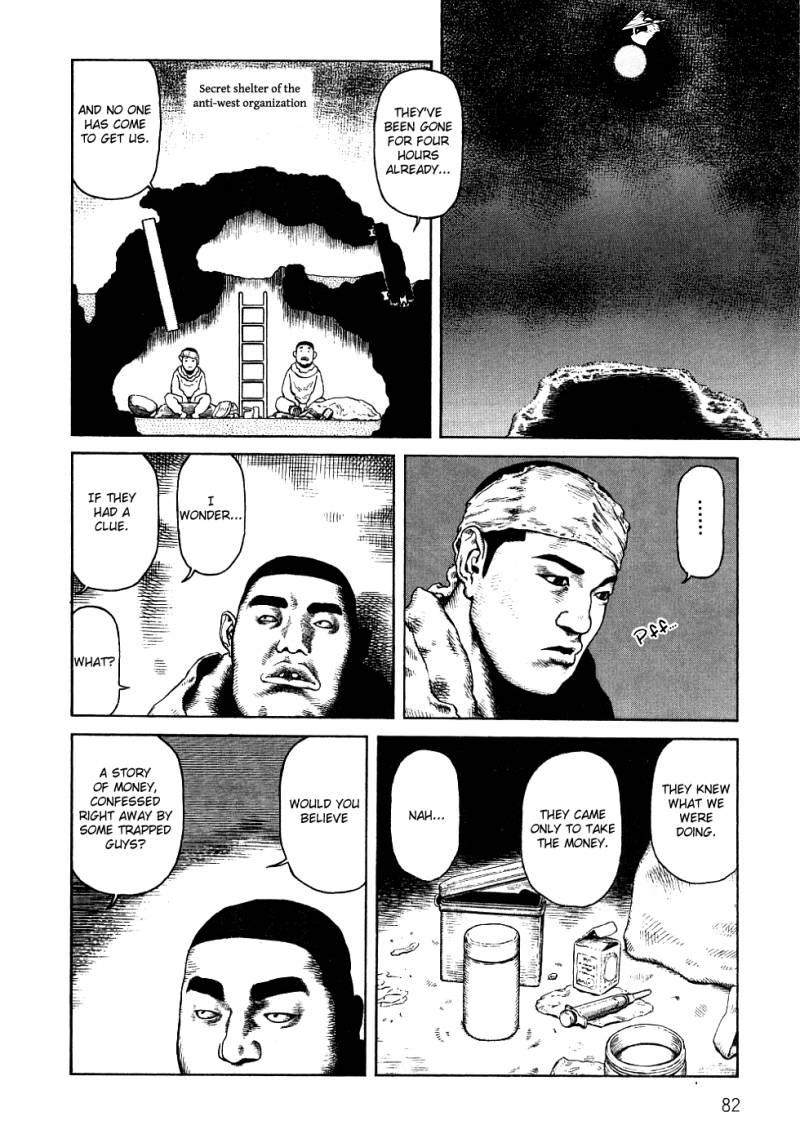 THEY'VE
BEEN GONE
FOR FOUR
HOURS
ALREADY...
Secret shelter of the
anti-west organization
AND NO ONE
HAS COME
TO GET US.
......
Pff...
I
WONDER...
IF THEY
HAD A
CLUE.
WHAT?
THEY KNEW
WHAT WE
WERE
DOING.
THEY CAME
ONLY TO TAKE
THE MONEY.
NAH...
WOULD YOU
BELIEVE
A STORY
OF MONEY,
CONFESSED
RIGHT AWAY BY
SOME TRAPPED
GUYS?
82